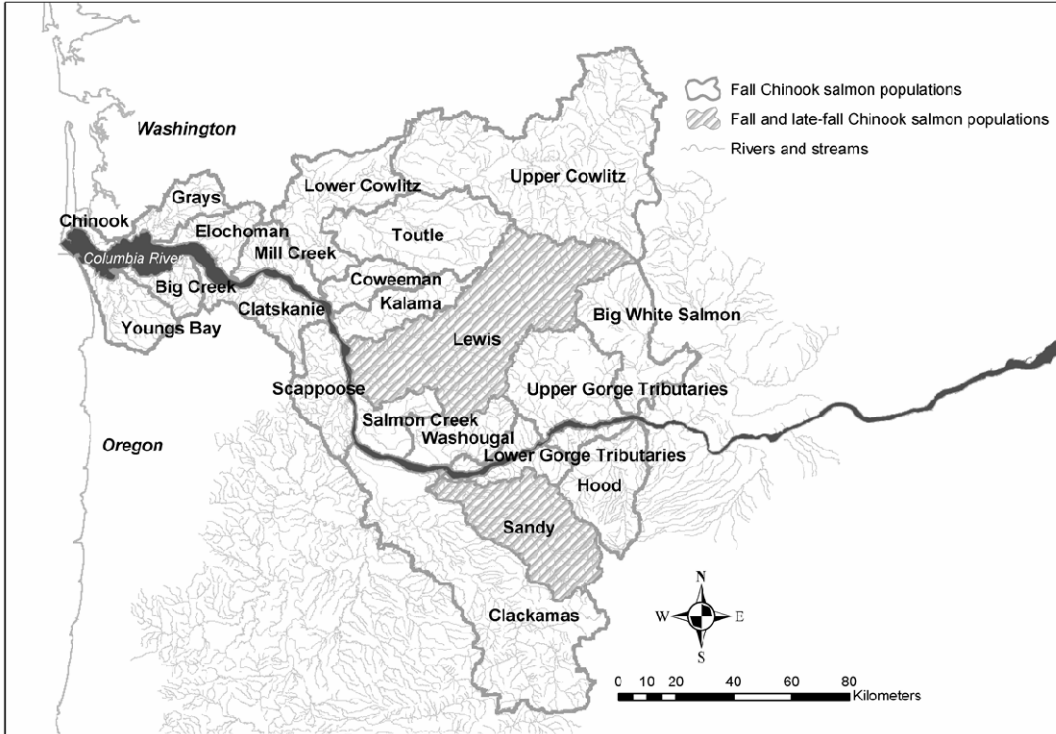 Fall Chinook salmon populations
Fall and late-fall Chinook salmon populations
Rivers and streams
Washington
Upper Cowlitz
Lower Cowlitz
Grays
Chinook
Elochoman
Toutle
Mill Creek
Columbia River
Coweeman
Big Creek
Kalama
Clatskanie
Big White Salmon
Youngs Bay
Lewis
Scappoose
Upper Gorge Tributaries
Salmon Creek
Washougal
Oregon
Lower Gorge Tributaries
Hood
Sandy
Clackamas
N
W E
S
0 5 10 20 40 60 80
Kilometers